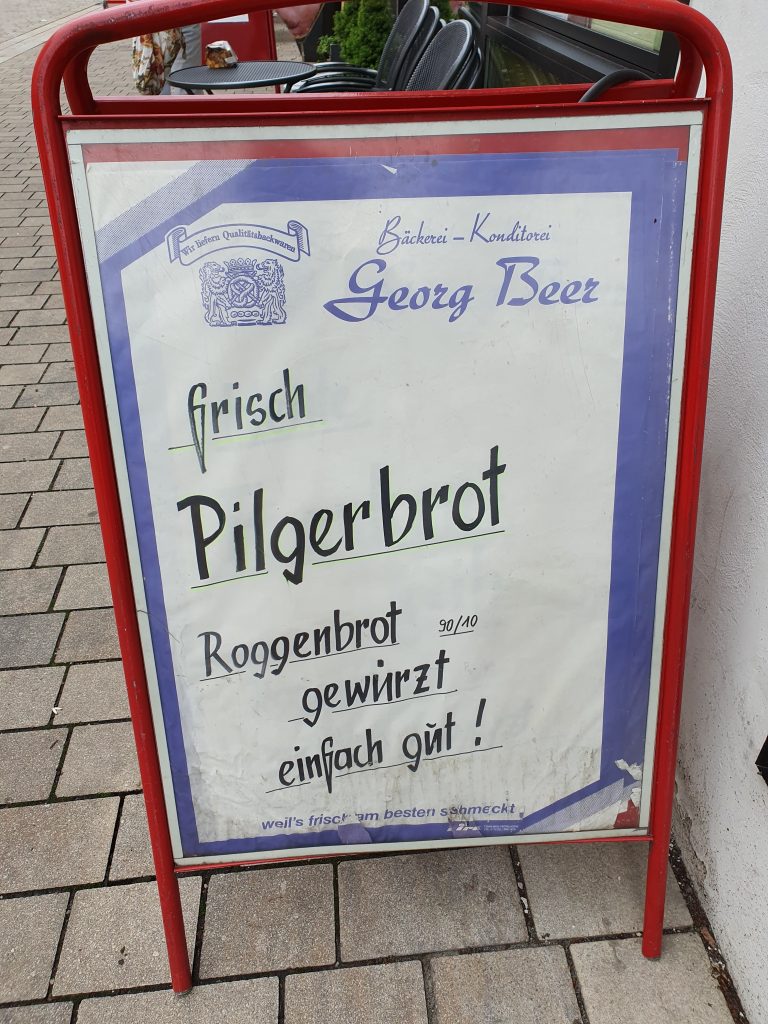 Wir liefern Qualitätsbackwaren
Bäckerei – Konditorei
Georg Beer
frisch
Pilgerbrot
Roggenbrot 90/10
gewürzt
einfach gŭt !
weil's frisch am besten schmeckt